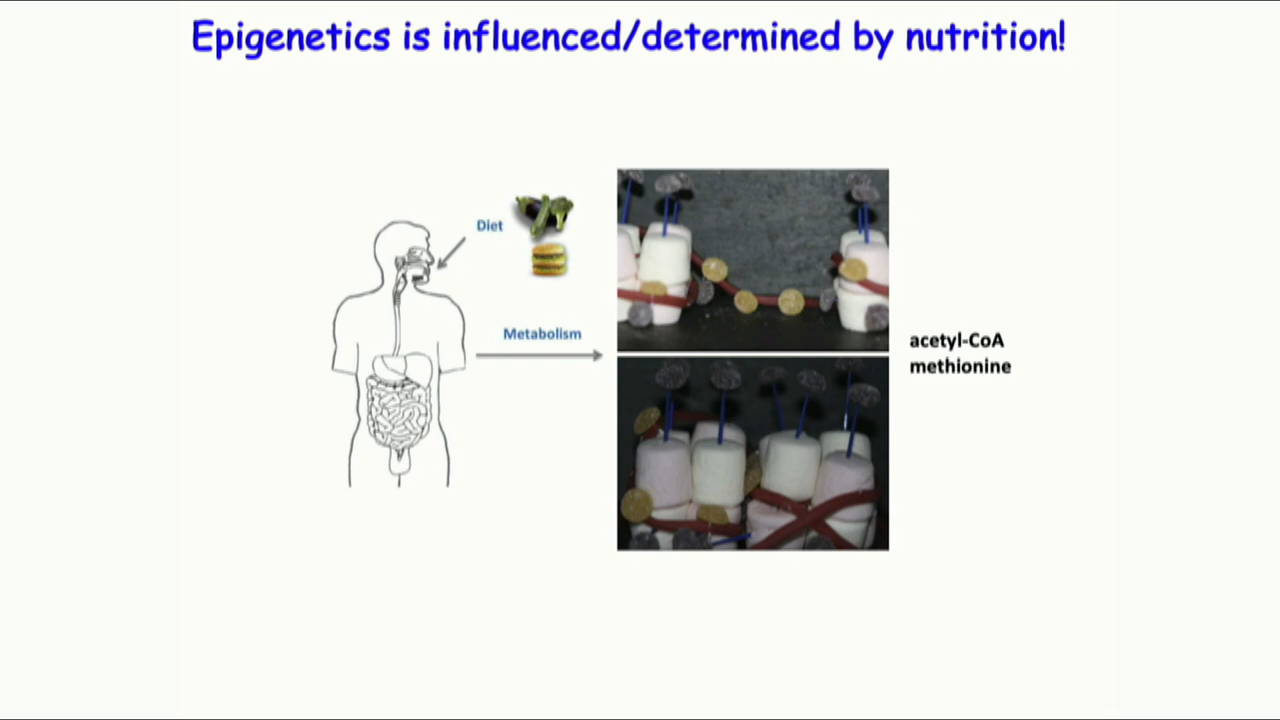 Epigenetics is influenced/determined by nutrition!
Diet
Metabolism
acetyl-CoA
methionine